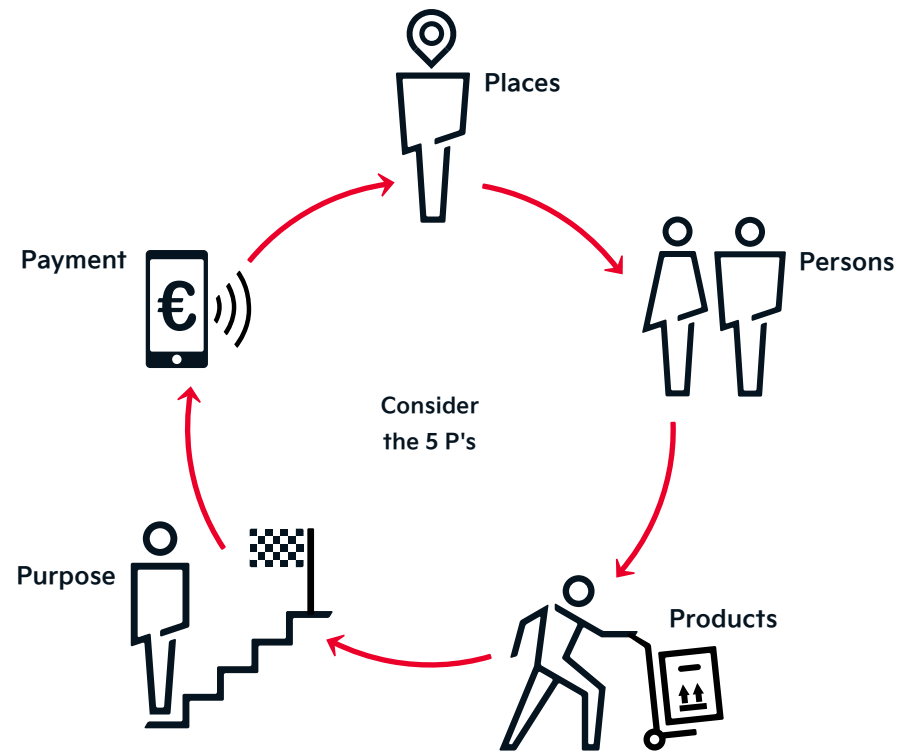 Places
Persons
Products
Purpose
Payment
€
Consider
the 5 P's